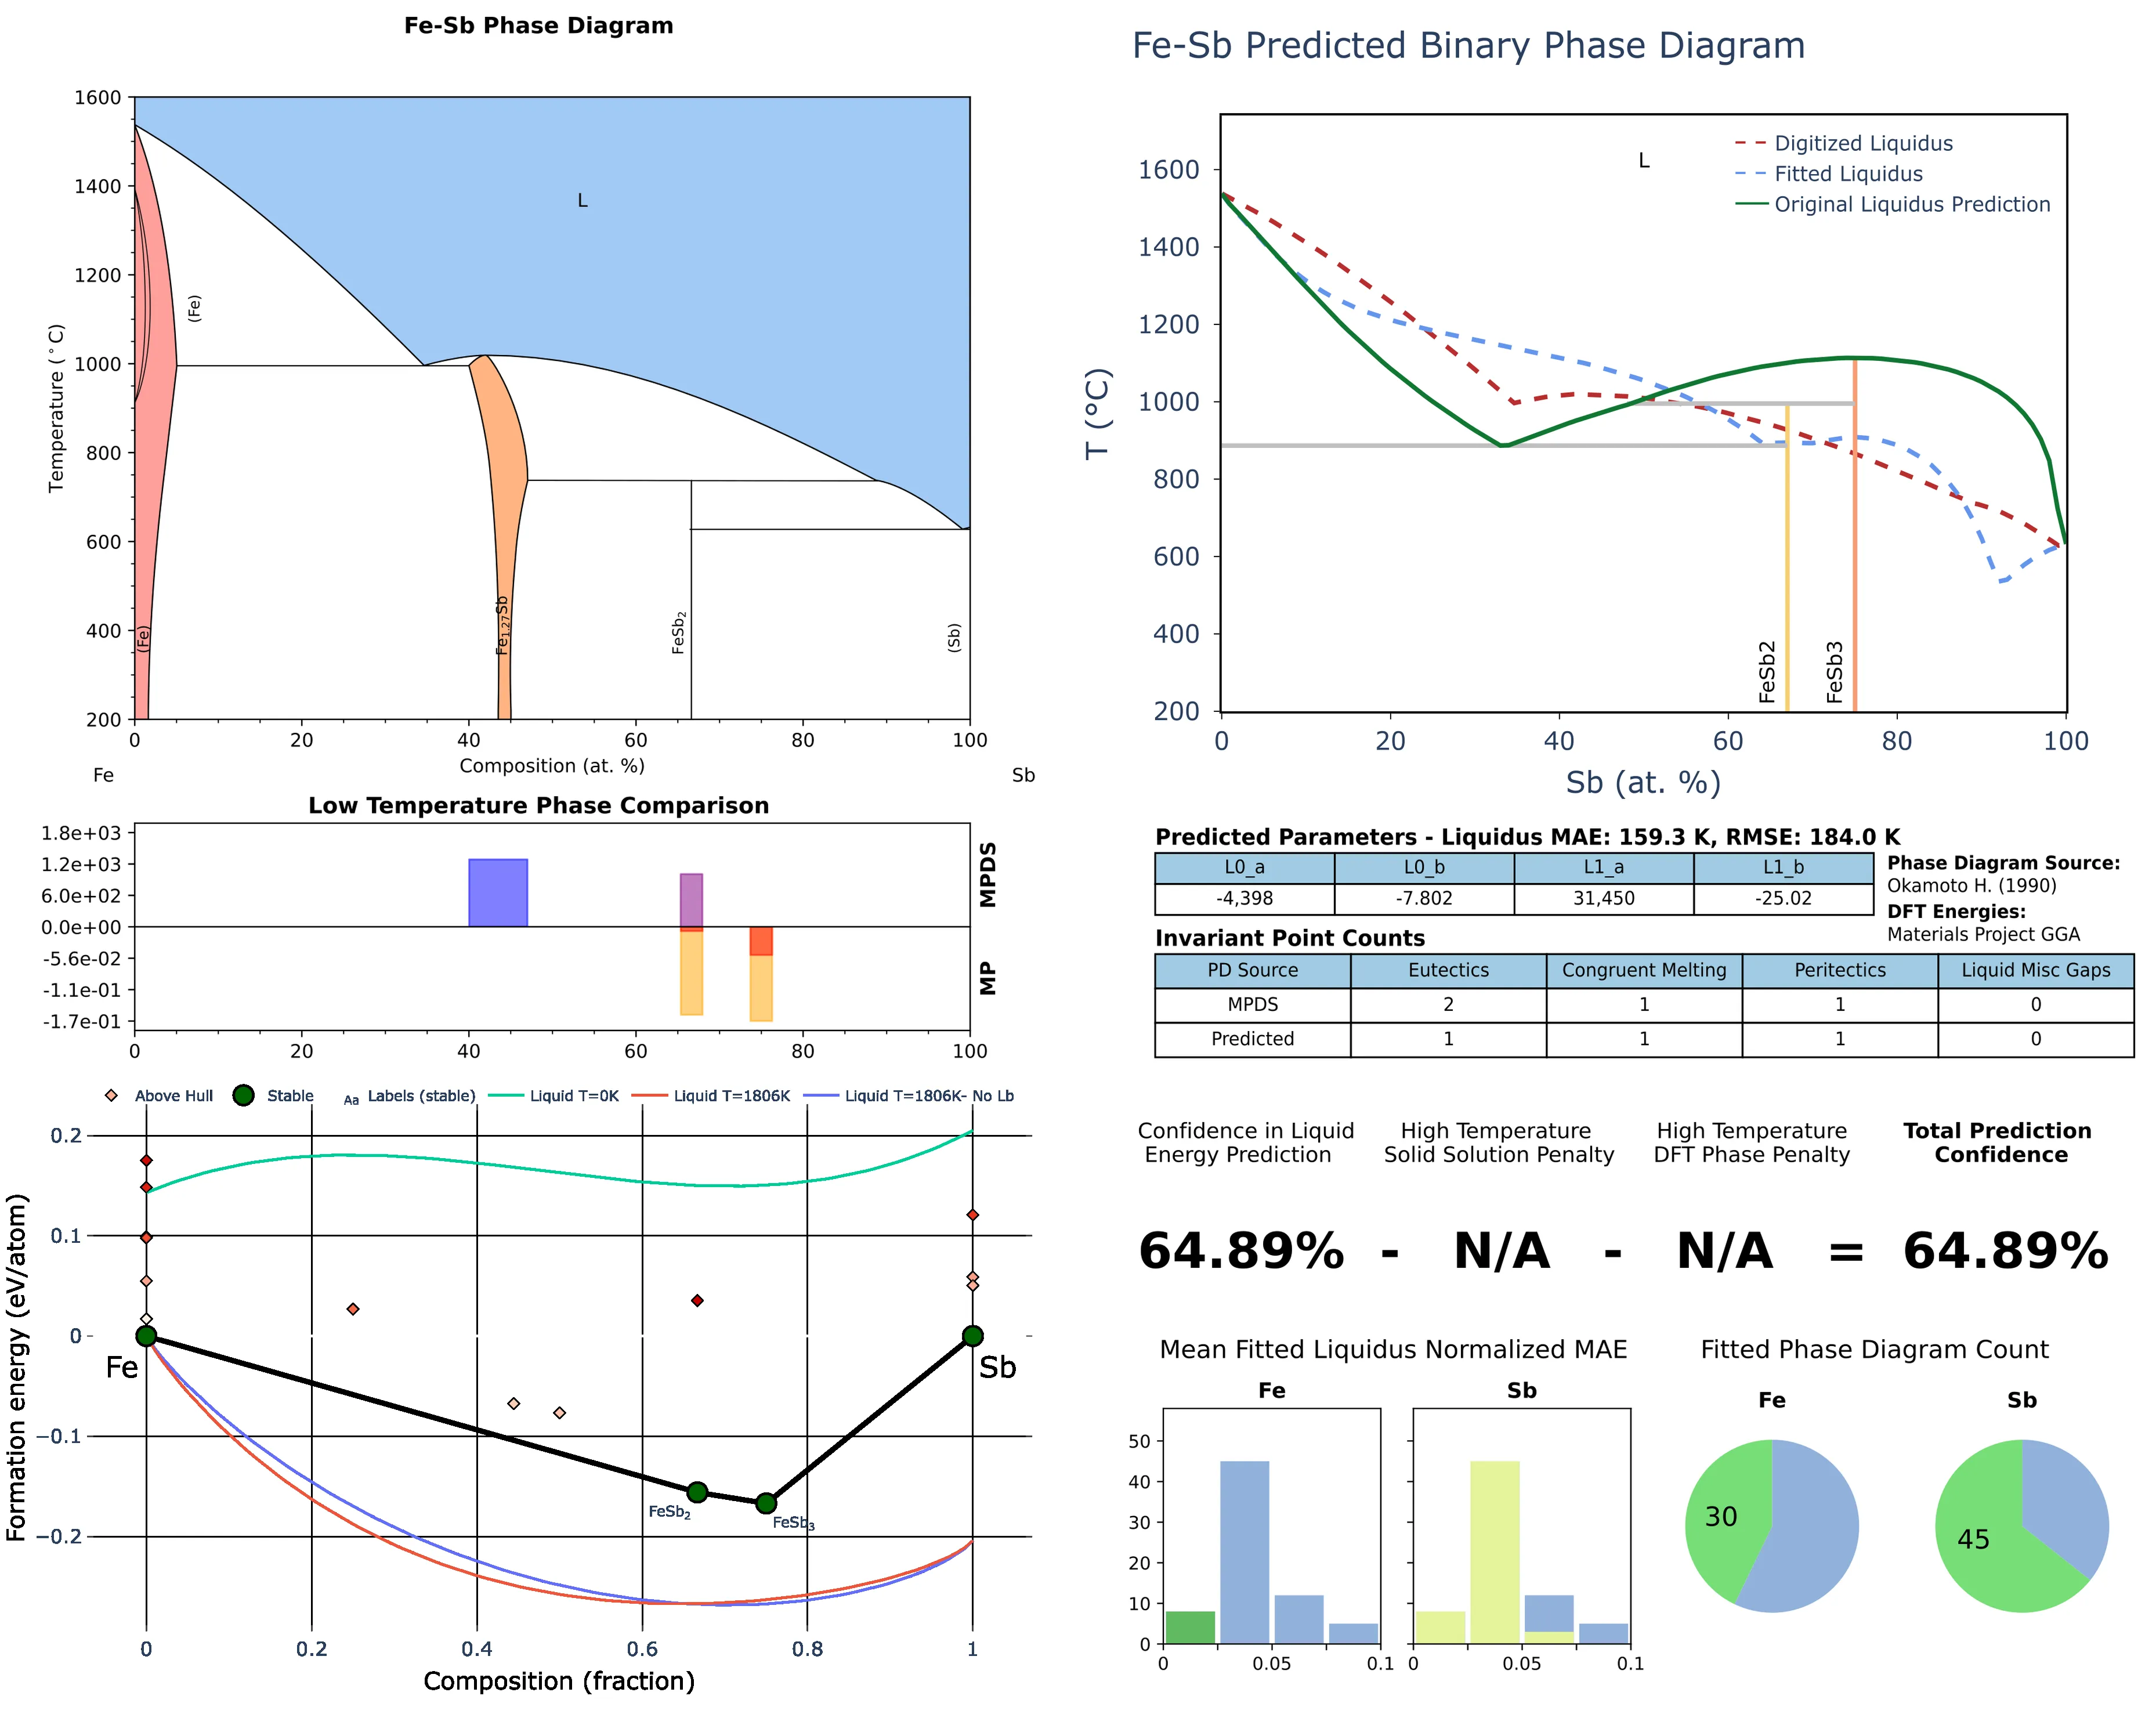 Fe-Sb Phase Diagram
1600
1400
1200
1000
800
600
400
200
Temperature (°C)
L
(Fe)
(Fe)
Fe1.27Sb
FeSb2
(Sb)
0 20 40 60 80 100
Composition (at. %)
Fe Sb
Fe-Sb Predicted Binary Phase Diagram
1600
1400
1200
1000
800
600
400
200
T (°C)
L
Digitized Liquidus
Fitted Liquidus
Original Liquidus Prediction
FeSb2
FeSb3
0 20 40 60 80 100
Sb (at. %)
Low Temperature Phase Comparison
1.8e+03
1.2e+03
6.0e+02
0.0e+00
-5.6e-02
-1.1e-01
-1.7e-01
MPDS
MP
0 20 40 60 80 100
Predicted Parameters - Liquidus MAE: 159.3 K, RMSE: 184.0 K
L0_a L0_b L1_a L1_b
-4,398 -7.802 31,450 -25.02
Phase Diagram Source:
Okamoto H. (1990)
DFT Energies:
Materials Project GGA
Invariant Point Counts
PD Source Eutectics Congruent Melting Peritectics Liquid Misc Gaps
MPDS 2 1 1 0
Predicted 1 1 1 0
Above Hull Stable Aa Labels (stable) Liquid T=0K Liquid T=1806K Liquid T=1806K- No Lb
0.2
0.1
0
−0.1
−0.2
Formation energy (eV/atom)
Fe
Sb
FeSb2
FeSb3
0 0.2 0.4 0.6 0.8 1
Composition (fraction)
Confidence in Liquid
Energy Prediction
High Temperature
Solid Solution Penalty
High Temperature
DFT Phase Penalty
Total Prediction
Confidence
64.89% - N/A - N/A = 64.89%
Mean Fitted Liquidus Normalized MAE
Fe Sb
50
40
30
20
10
0
0 0.05 0.1 0 0.05 0.1
Fitted Phase Diagram Count
Fe Sb
30
45